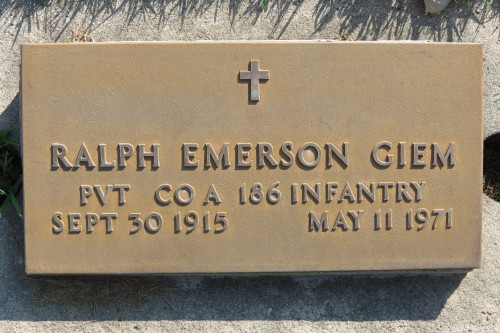 RALPH EMERSON GIEM
PVT CO A 186 INFANTRY
SEPT 30 1915 MAY 11 1971